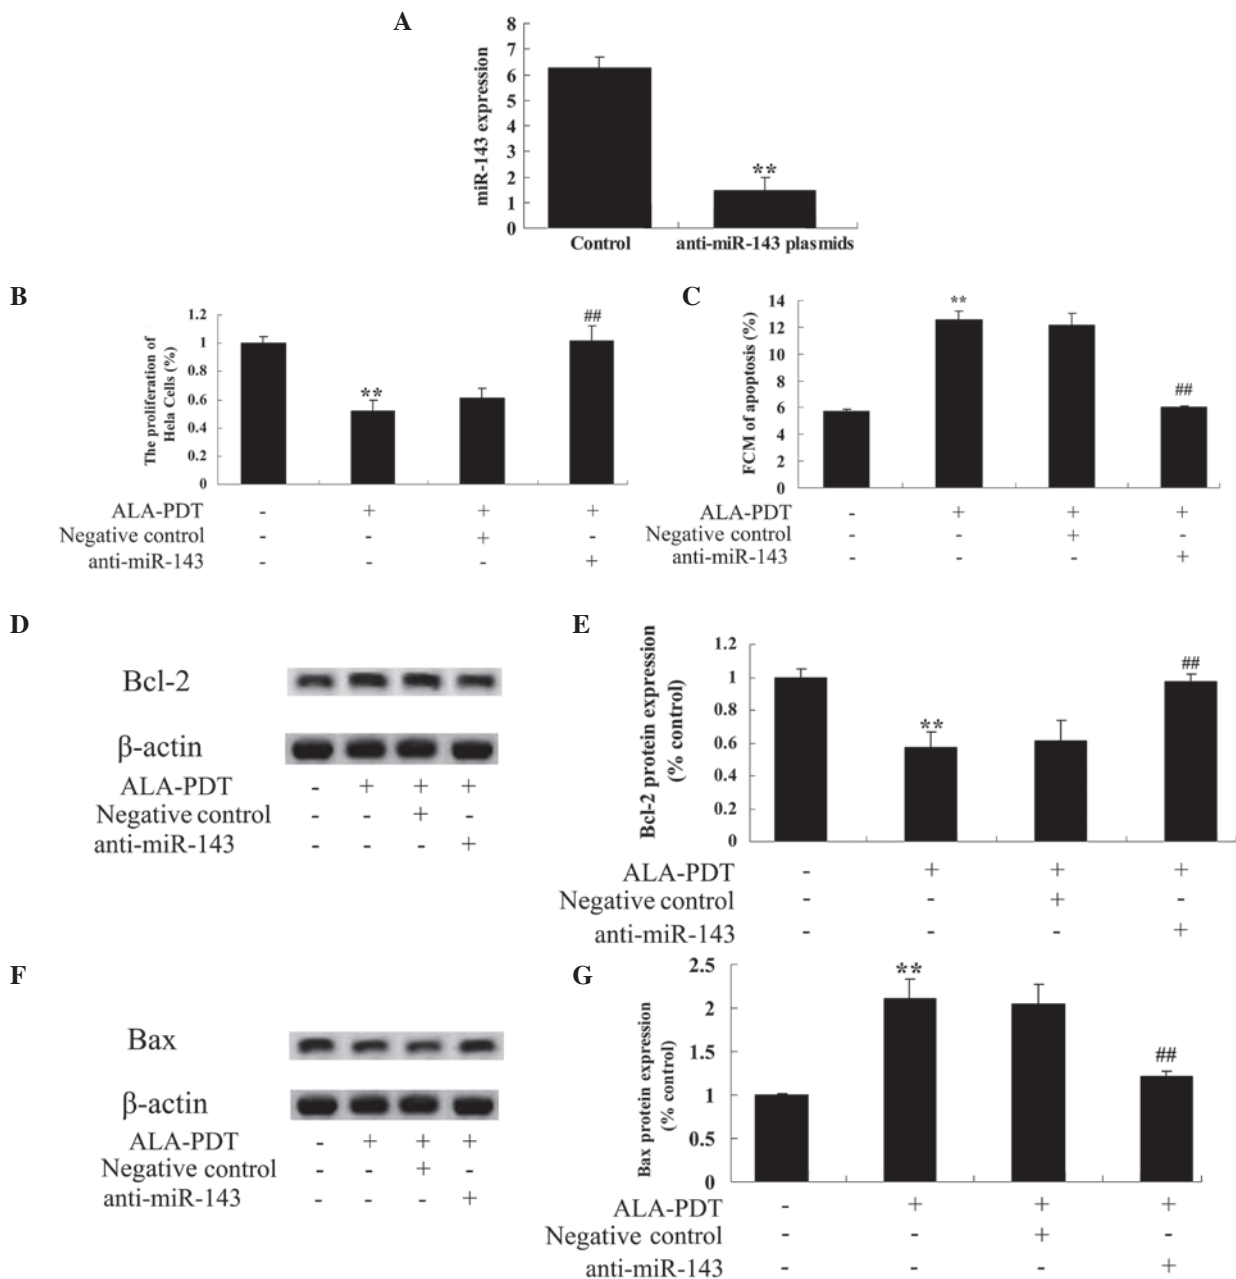 A
miR-143 expression
8
7
6
5
4
3
2
1
0
**
Control anti-miR-143 plasmids
B
The proliferation of
Hela Cells (%)
1.2
1
0.8
0.6
0.4
0.2
0
**
##
ALA-PDT - + + +
Negative control - - + -
anti-miR-143 - - - +
C
FCM of apoptosis (%)
14
12
10
8
6
4
2
0
**
##
ALA-PDT - + + +
Negative control - - + -
anti-miR-143 - - - +
D
Bcl-2
β-actin
ALA-PDT - + + +
Negative control - - + -
anti-miR-143 - - - +
E
Bcl-2 protein expression
(% control)
1.2
1
0.8
0.6
0.4
0.2
0
**
##
ALA-PDT - + + +
Negative control - - + -
anti-miR-143 - - - +
F
Bax
β-actin
ALA-PDT - + + +
Negative control - - + -
anti-miR-143 - - - +
G
Bax protein expression
(% control)
2.5
2
1.5
1
0.5
0
**
##
ALA-PDT - + + +
Negative control - - + -
anti-miR-143 - - - +